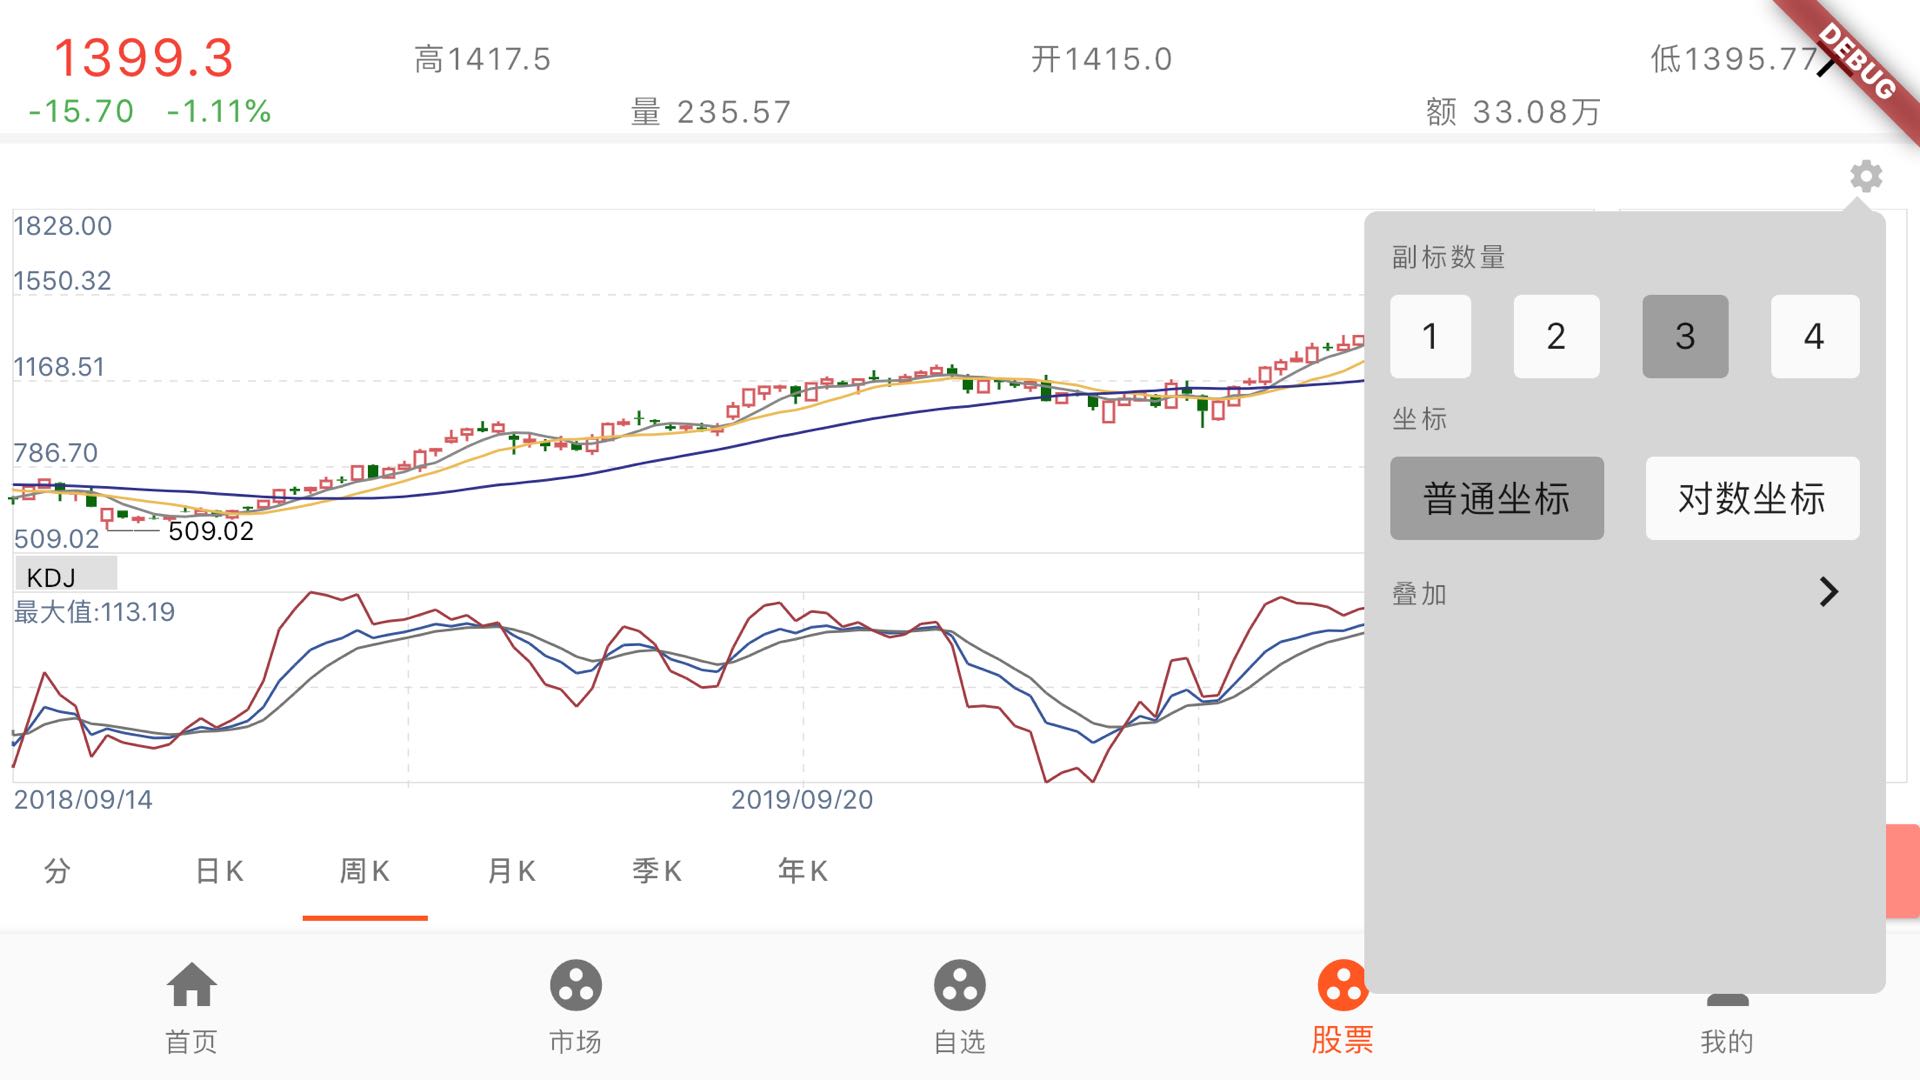 1399.3 高1417.5 开1415.0 低1395.77
DEBUG
-15.70 -1.11% 量 235.57 额 33.08万
1828.00
1550.32
1168.51
786.70
509.02
509.02
KDJ
最大值:113.19
2018/09/14 2019/09/20
副标数量
1 2 3 4
坐标
普通坐标 对数坐标
叠加
分 日K 周K 月K 季K 年K
首页 市场 自选 股票 我的